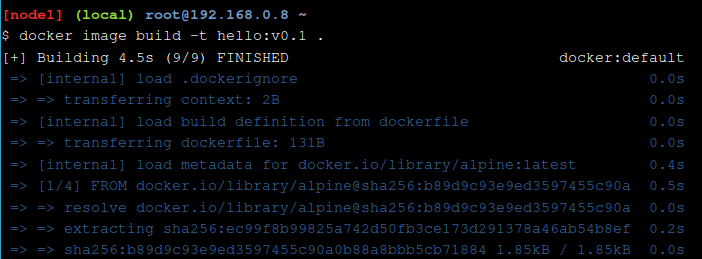 [node1] (local) root@192.168.0.8 ~
$ docker image build -t hello:v0.1 .
[+] Building 4.5s (9/9) FINISHED docker:default
=> [internal] load .dockerignore 0.0s
=> => transferring context: 2B 0.0s
=> [internal] load build definition from dockerfile 0.0s
=> => transferring dockerfile: 131B 0.0s
=> [internal] load metadata for docker.io/library/alpine:latest 0.4s
=> [1/4] FROM docker.io/library/alpine@sha256:b89d9c93e9ed3597455c90a 0.5s
=> => resolve docker.io/library/alpine@sha256:b89d9c93e9ed3597455c90a 0.0s
=> => extracting sha256:ec99f8b99825a742d50fb3ce173d291378a46ab54b8ef 0.2s
=> => sha256:b89d9c93e9ed3597455c90a0b88a8bbb5cb71884 1.85kB / 1.85kB 0.0s